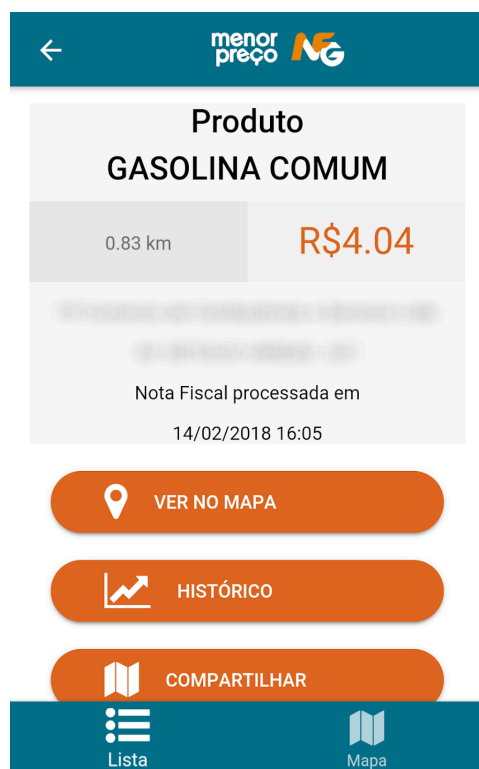 menor
preço NFG
Produto
GASOLINA COMUM
0.83 km
R$4.04
Nota Fiscal processada em
14/02/2018 16:05
VER NO MAPA
HISTÓRICO
COMPARTILHAR
Lista
Mapa